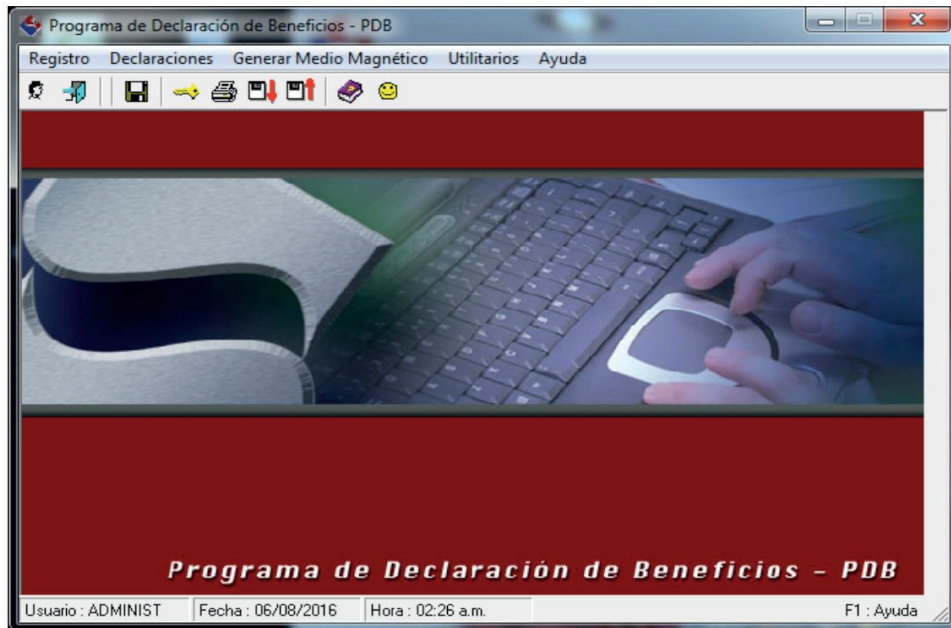 Programa de Declaración de Beneficios - PDB
Registro Declaraciones Generar Medio Magnético Utilitarios Ayuda
Programa de Declaración de Beneficios - PDB
Usuario : ADMINIST Fecha : 06/08/2016 Hora : 02:26 a.m. F1 : Ayuda